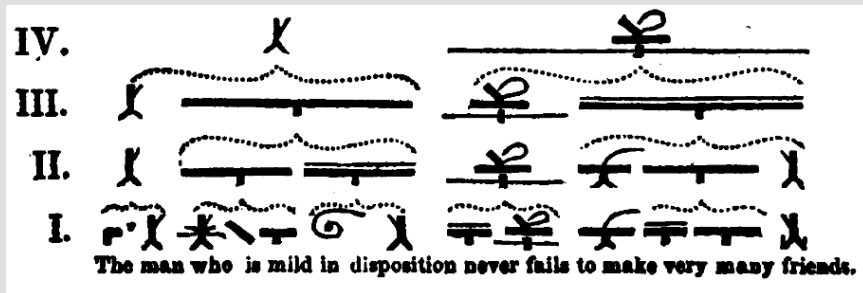 IV.
III.
II.
I.
The man who is mild in disposition never fails to make very many friends.